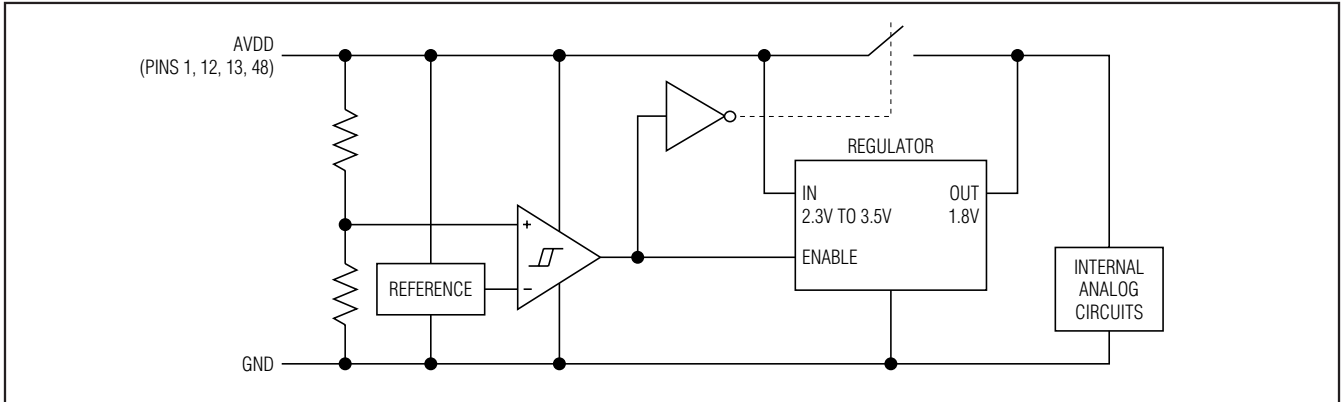 AVDD
(PINS 1, 12, 13, 48)
REGULATOR
IN
2.3V TO 3.5V
OUT
1.8V
ENABLE
+
−
REFERENCE
INTERNAL
ANALOG
CIRCUITS
GND